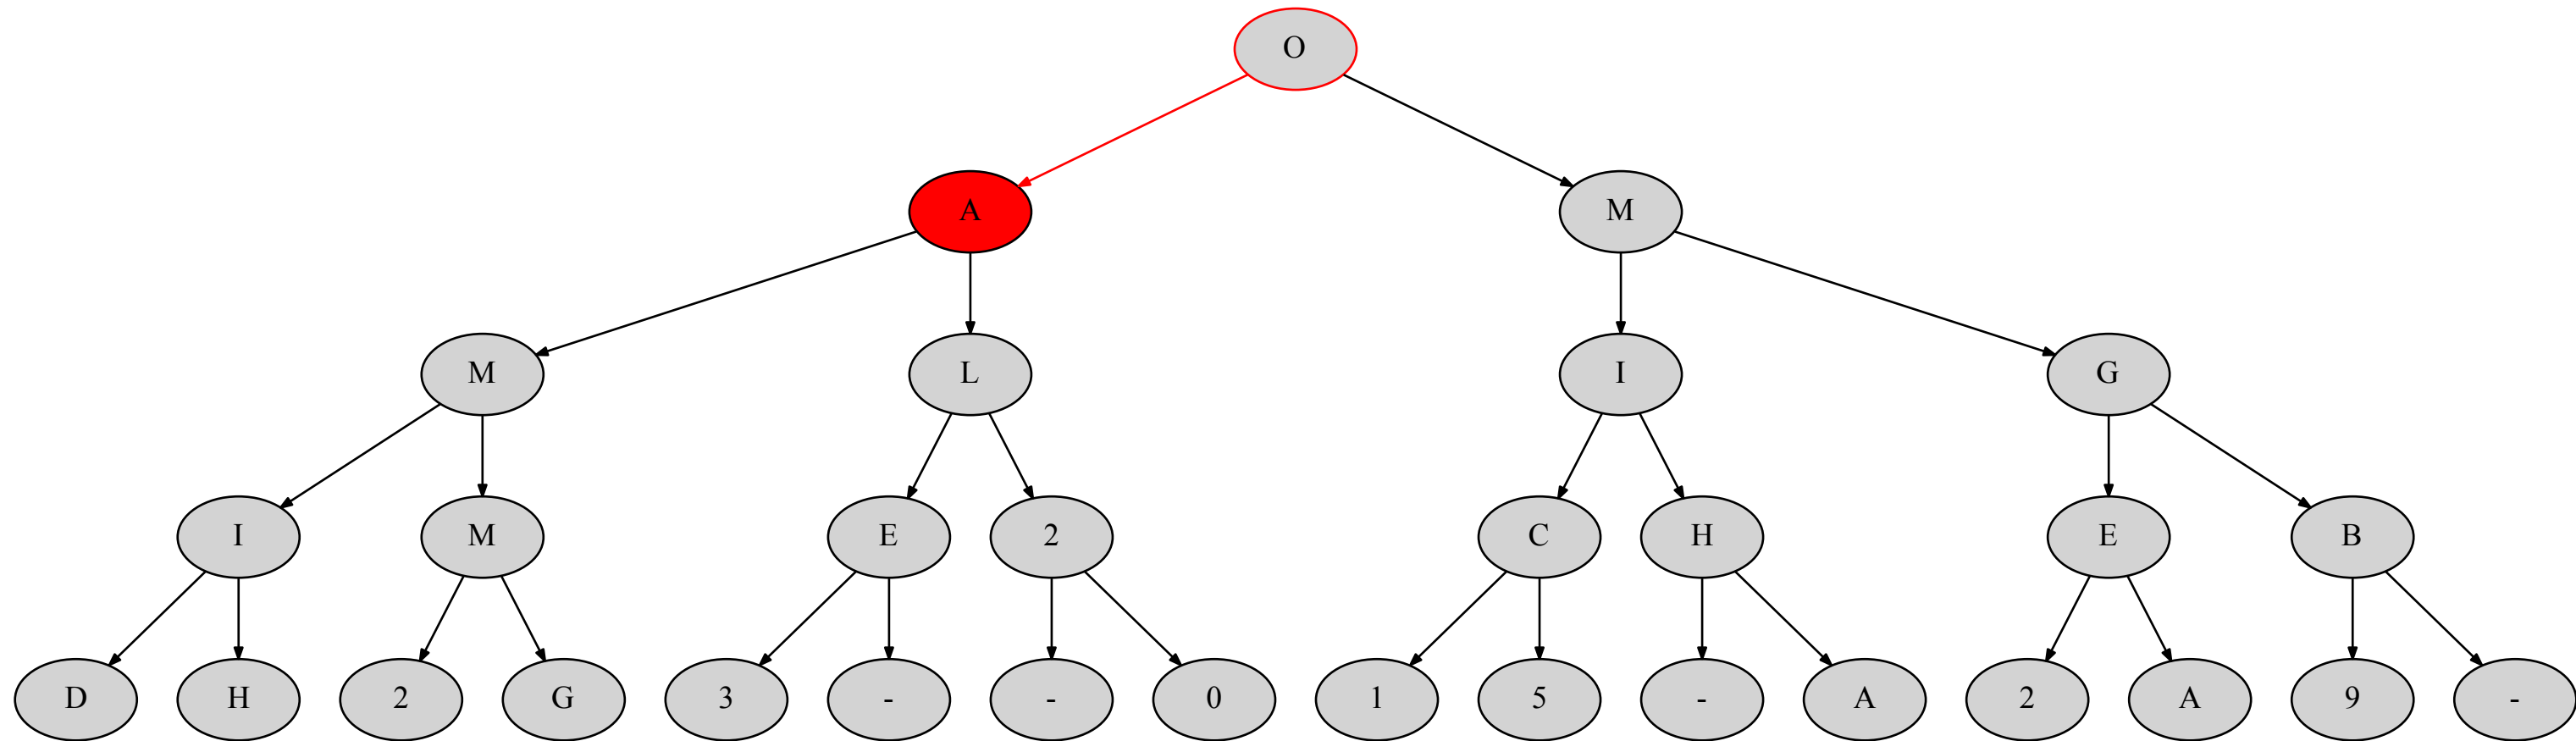 O
A M
M L I G
I M E 2 C H E B
D H 2 G 3 - - 0 1 5 - A 2 A 9 -